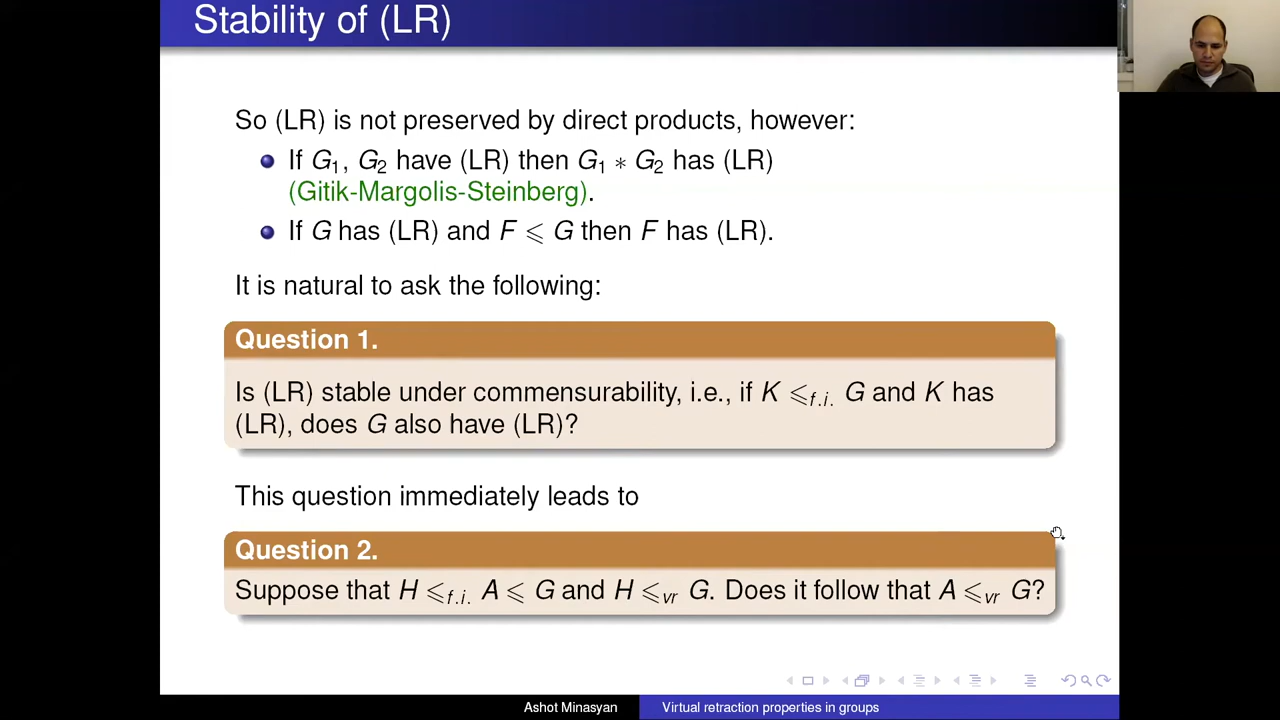 Stability of (LR)
So (LR) is not preserved by direct products, however:
If G₁, G₂ have (LR) then G₁ ∗ G₂ has (LR)
(Gitik-Margolis-Steinberg).
If G has (LR) and F ⩽ G then F has (LR).
It is natural to ask the following:
Question 1.
Is (LR) stable under commensurability, i.e., if K ⩽f.i. G and K has
(LR), does G also have (LR)?
This question immediately leads to
Question 2.
Suppose that H ⩽f.i. A ⩽ G and H ⩽vr G. Does it follow that A ⩽vr G?
Ashot Minasyan
Virtual retraction properties in groups